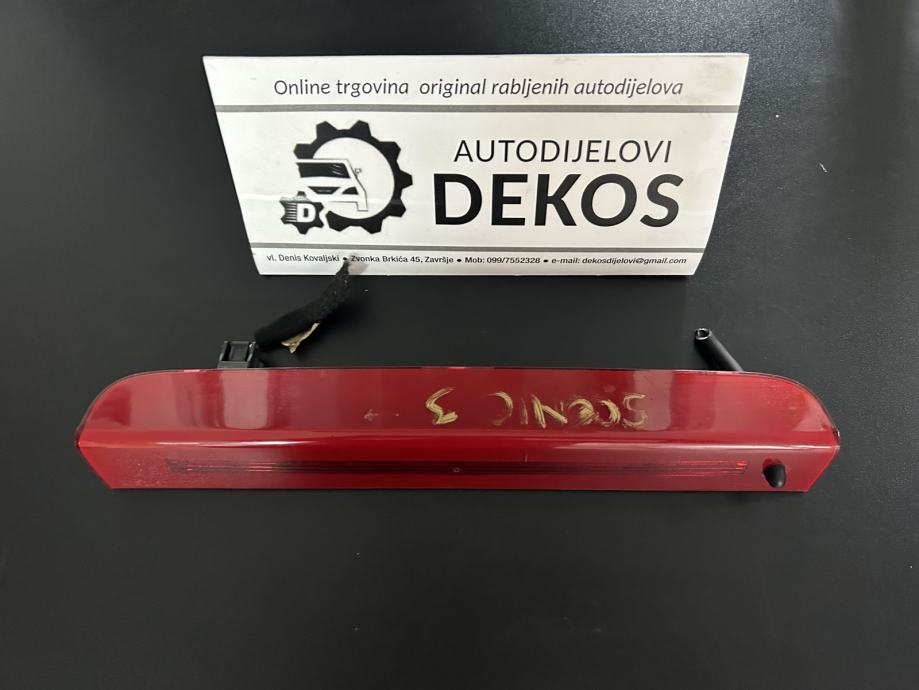 Online trgovina original rabljenih autodijelova
AUTODIJELOVI
DEKOS
D
vl. Denis Kovaljski • Zvonka Brkića 45, Završje • Mob: 099/7552328 • e-mail: dekosdijelovi@gmail.com
SCENIC 3